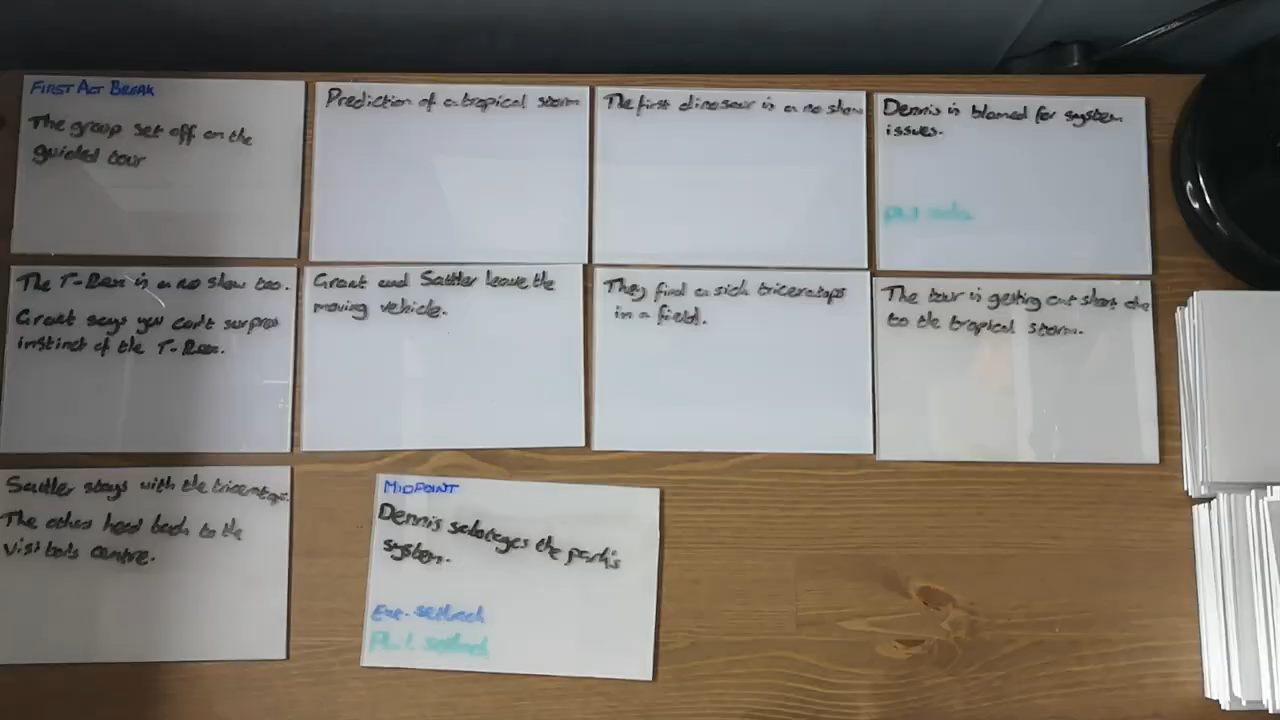 FIRST ACT BREAK
The group set off on the
guided tour
Prediction of a tropical storm
The first dinosaur is a no show
Dennis is blamed for system
issues.
The T-Rex is a no show too.
Grant says you can't surpress
instinct of the T-Rex.
Grant and Sattler leave the
moving vehicle.
They find a sick triceratops
in a field.
The tour is getting cut short due
to the tropical storm.
Sattler stays with the triceratops.
The others head back to the
visitors centre.
MIDPOINT
Dennis sabotages the park's
system.
Ext. setback
setback